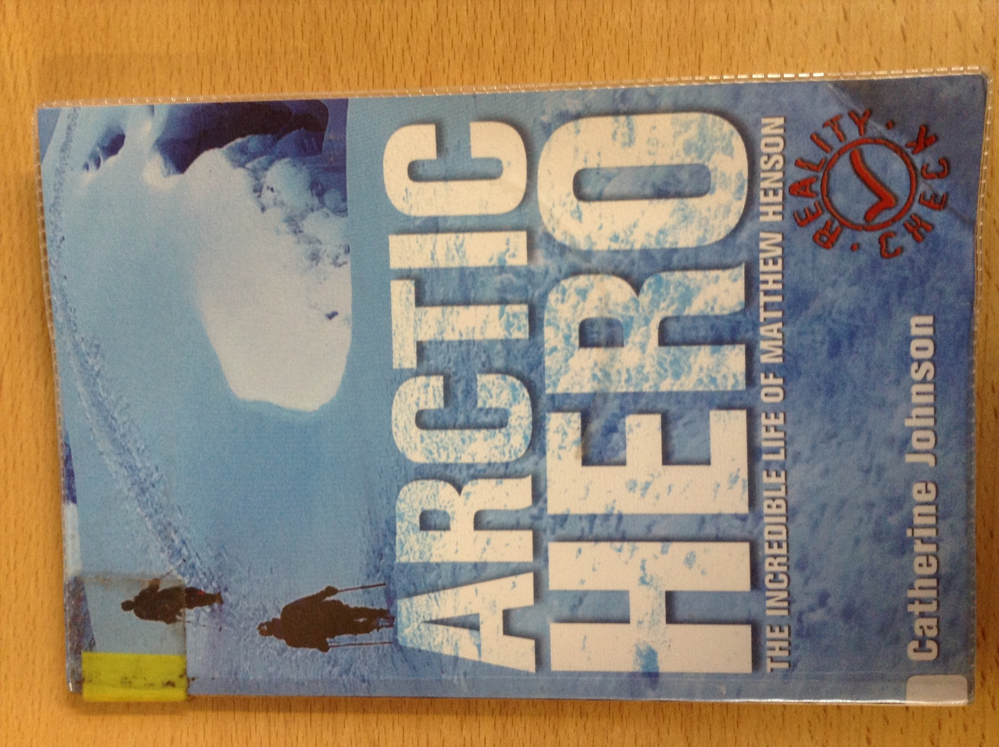 ARCTIC
HERO
THE INCREDIBLE LIFE OF MATTHEW HENSON
REALITY · CHECK ·
Catherine Johnson